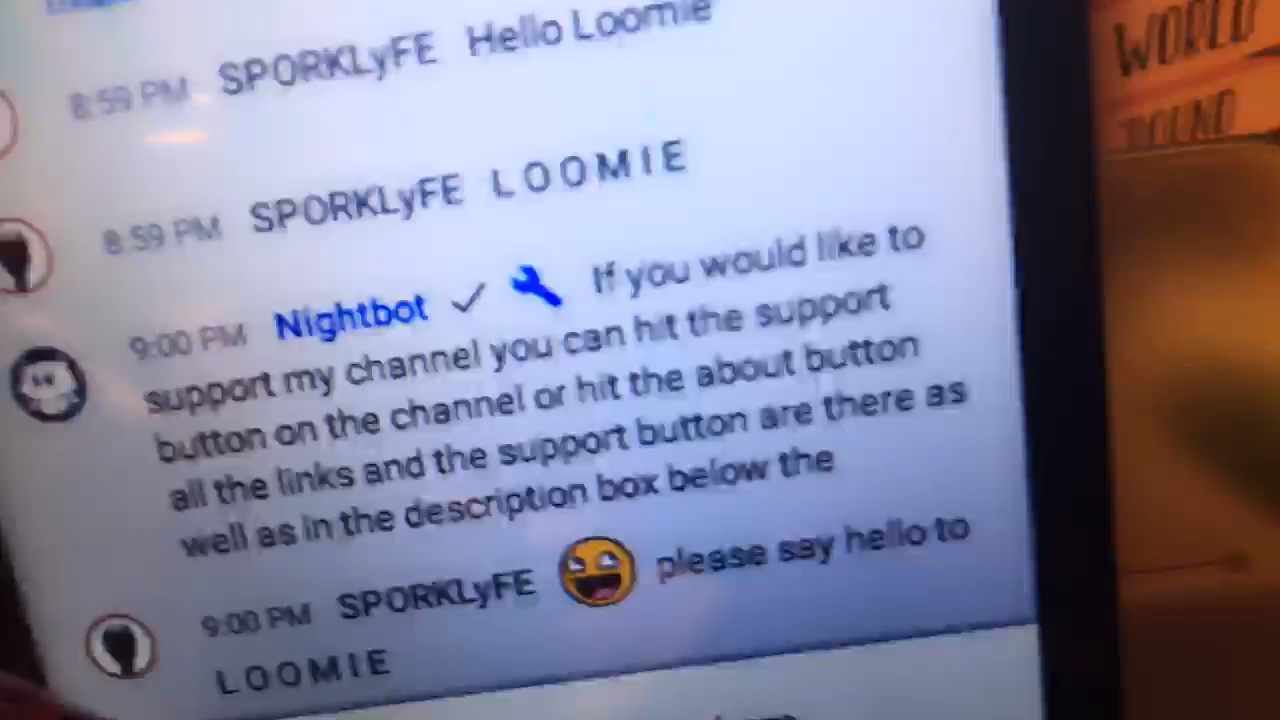 8:59 PM SPORKLyFE Hello Loomie
8:59 PM SPORKLyFE L O O M I E
9:00 PM Nightbot If you would like to
support my channel you can hit the support
button on the channel or hit the about button
all the links and the support button are there as
well as in the description box below the
9:00 PM SPORKLyFE please say hello to
L O O M I E
WORLD